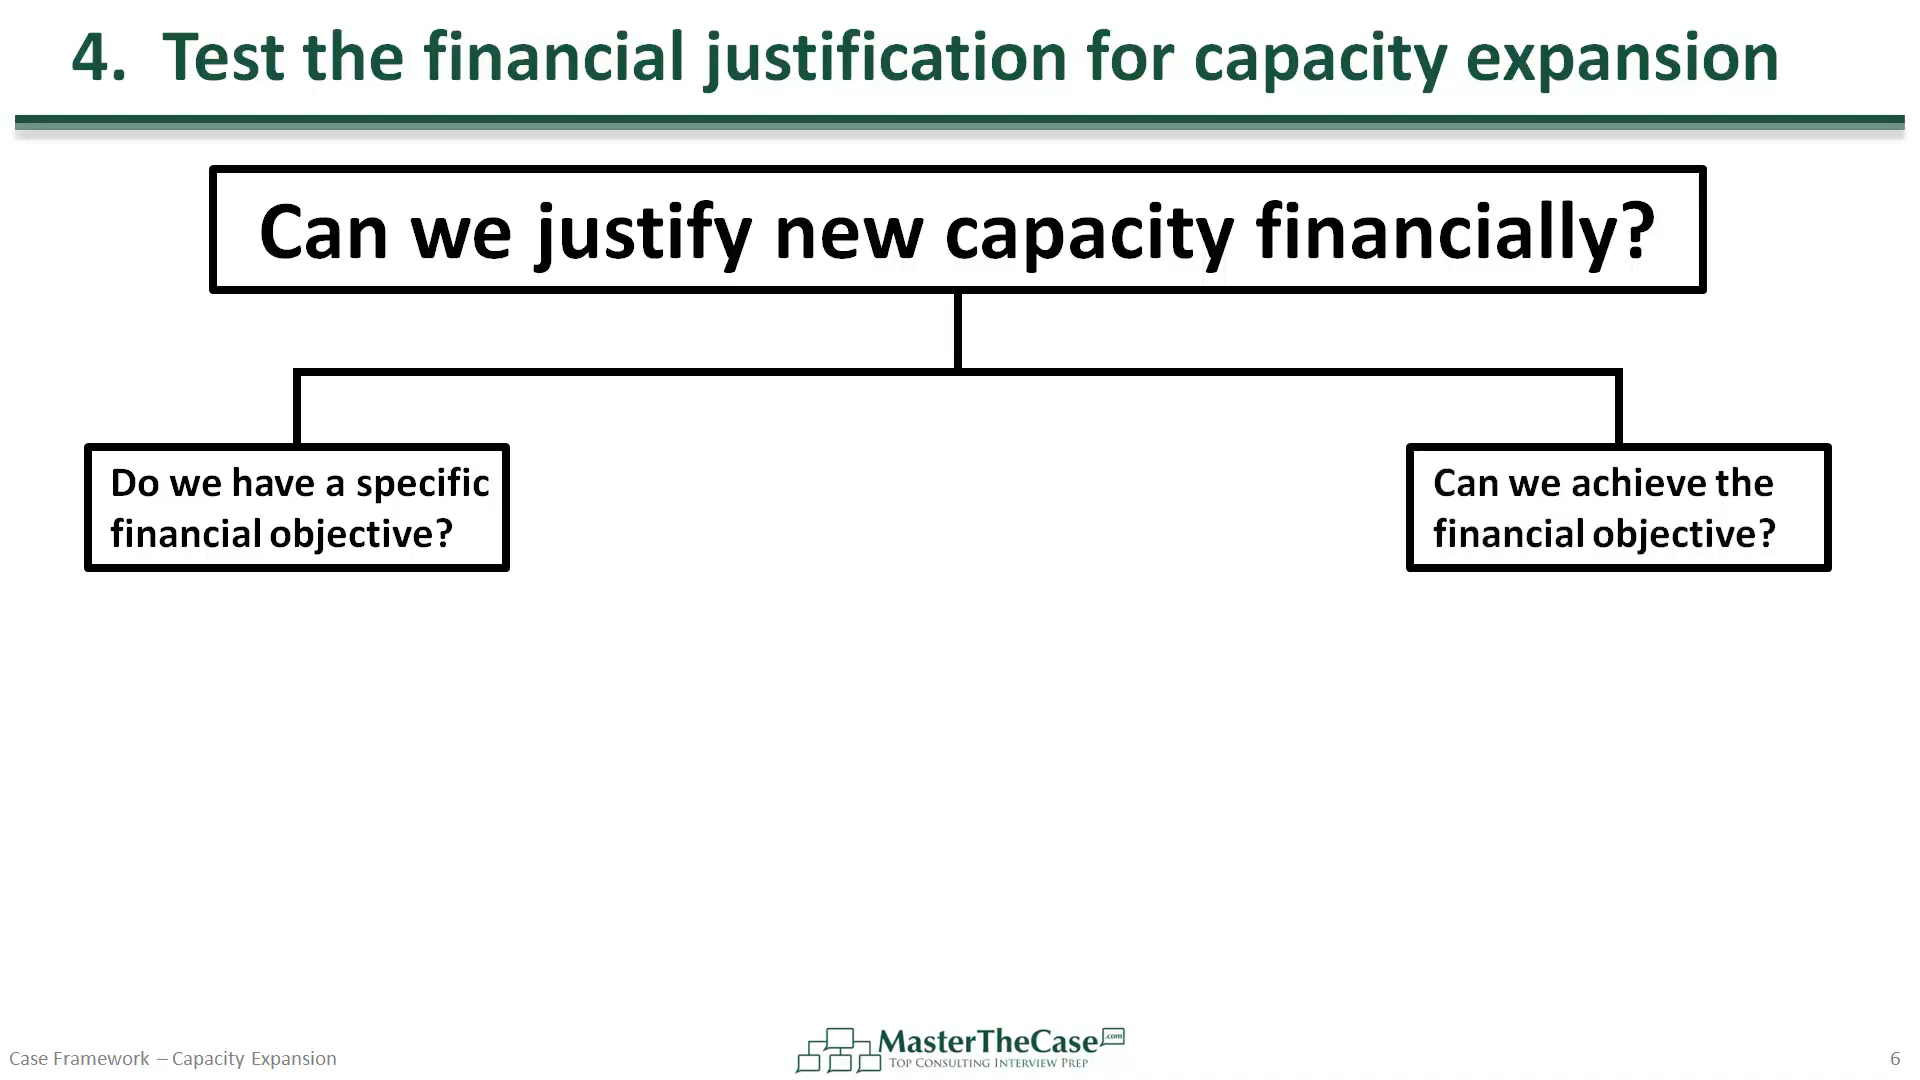 4. Test the financial justification for capacity expansion
Can we justify new capacity financially?
Do we have a specific
financial objective?
Can we achieve the
financial objective?
Case Framework – Capacity Expansion
MasterTheCase.com
Top Consulting Interview Prep
6